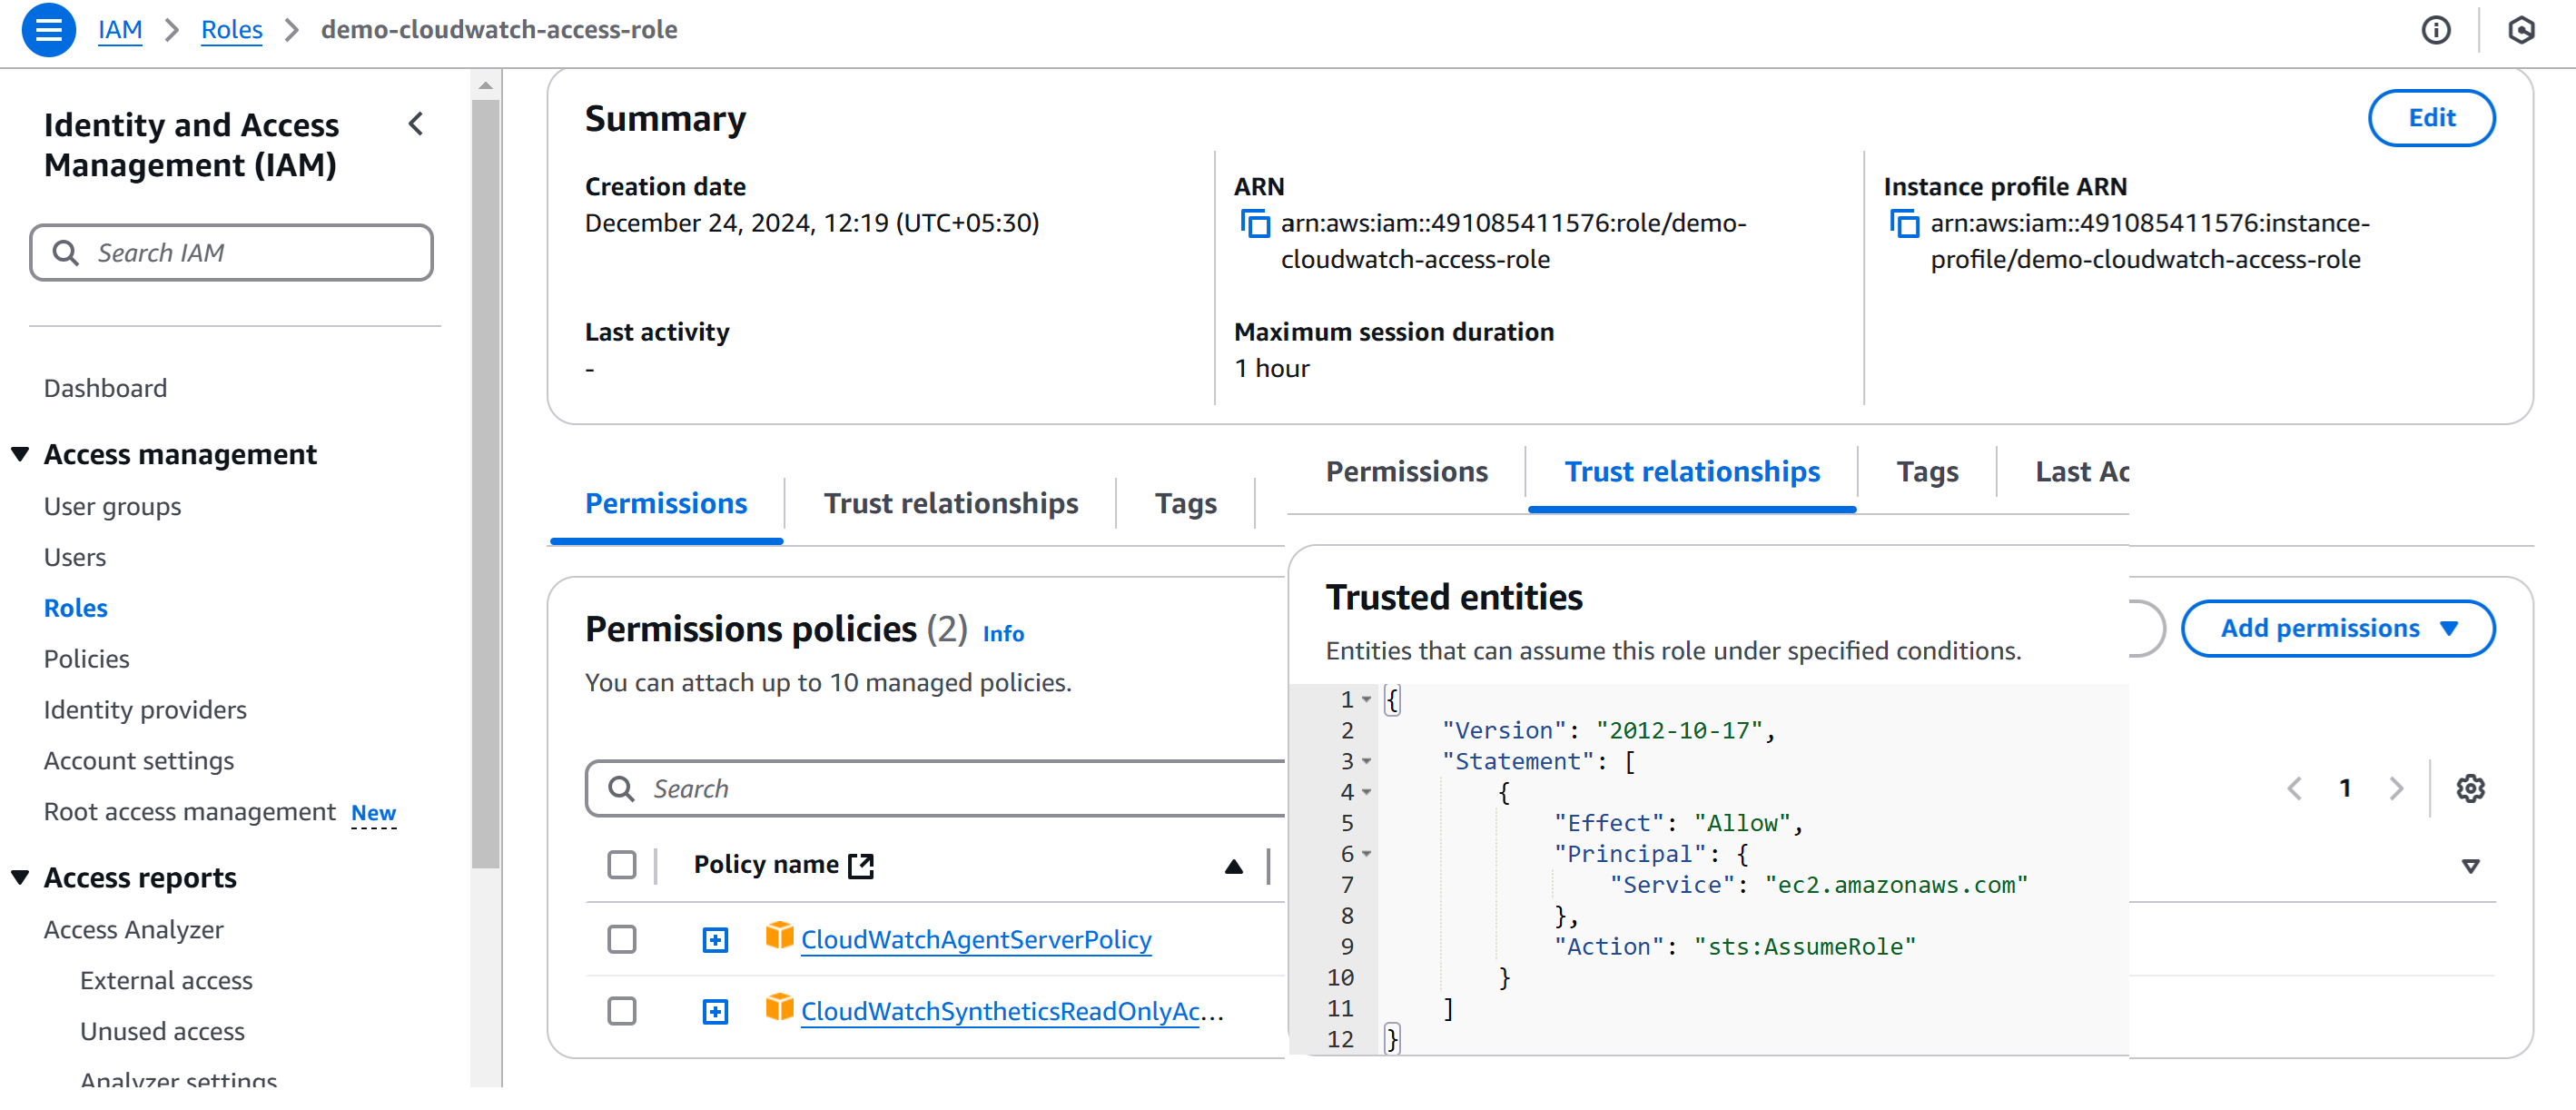 IAM > Roles > demo-cloudwatch-access-role
Identity and Access
Management (IAM)
Search IAM
Dashboard
Access management
User groups
Users
Roles
Policies
Identity providers
Account settings
Root access management New
Access reports
Access Analyzer
External access
Unused access
Analyzer settings
Summary
Edit
Creation date
December 24, 2024, 12:19 (UTC+05:30)
ARN
arn:aws:iam::491085411576:role/demo-
cloudwatch-access-role
Instance profile ARN
arn:aws:iam::491085411576:instance-
profile/demo-cloudwatch-access-role
Last activity
-
Maximum session duration
1 hour
Permissions
Trust relationships
Tags
Permissions policies (2) Info
You can attach up to 10 managed policies.
Search
Policy name
CloudWatchAgentServerPolicy
CloudWatchSyntheticsReadOnlyAc...
Permissions
Trust relationships
Tags
Last Ac
Trusted entities
Entities that can assume this role under specified conditions.
1 {
2 "Version": "2012-10-17",
3 "Statement": [
4 {
5 "Effect": "Allow",
6 "Principal": {
7 "Service": "ec2.amazonaws.com"
8 },
9 "Action": "sts:AssumeRole"
10 }
11 ]
12 }
Add permissions
1